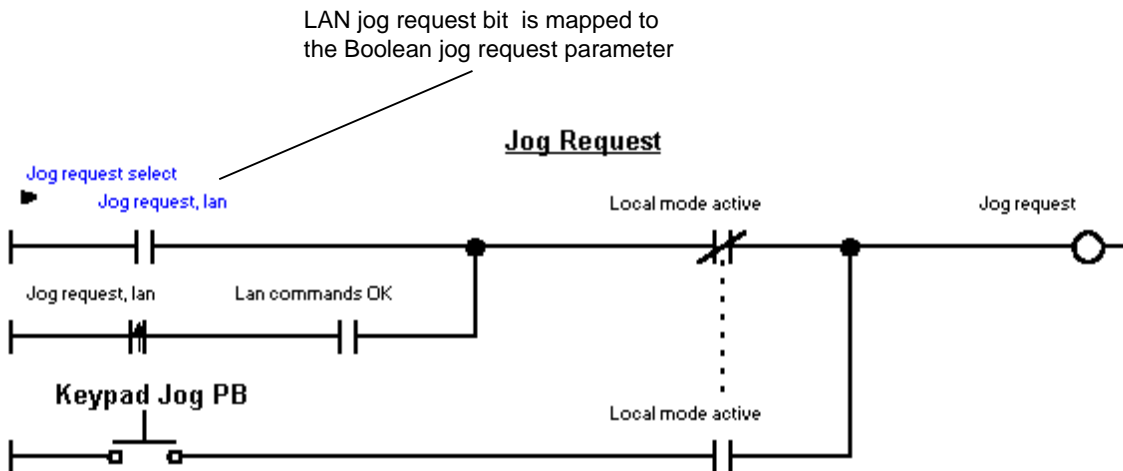 LAN jog request bit is mapped to
the Boolean jog request parameter
Jog Request
Jog request select
Jog request, lan
Local mode active
Jog request
Jog request, lan
Lan commands OK
Keypad Jog PB
Local mode active